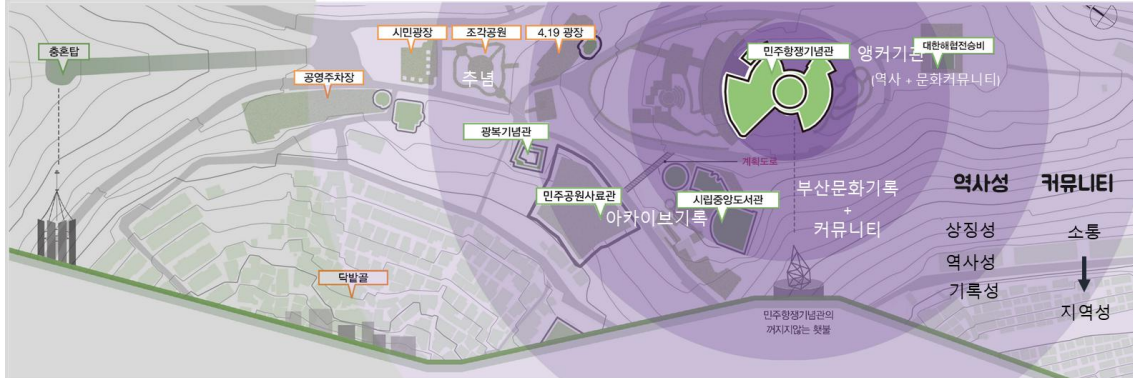 충혼탑
공영주차장
시민광장
조각공원
4.19 광장
추념
광복기념관
민주공원사료관
아카이브기록
시립중앙도서관
계획도로
민주항쟁기념관
앵커기관
(역사 + 문화커뮤니티)
대한해협전승비
부산문화기록
+
커뮤니티
민주항쟁기념관의
꺼지지않는 횃불
닥밭골
역사성
상징성
역사성
기록성
커뮤니티
소통
지역성